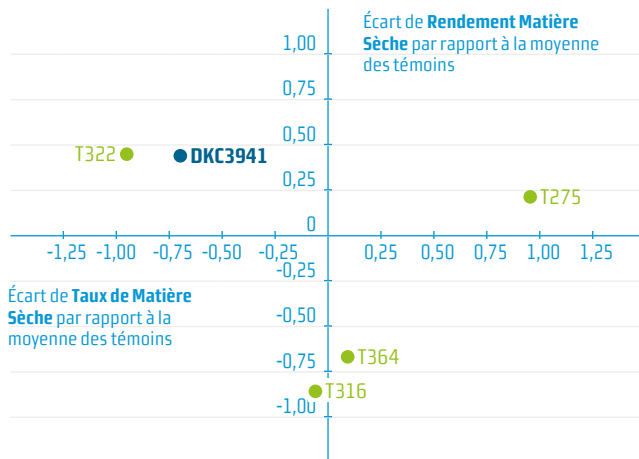 Écart de Rendement Matière
Sèche par rapport à la moyenne
des témoins
1,00
0,75
0,50
T322
DKC3941
0,25
T275
0
-1,25 -1,00 -0,75 -0,50 -0,25 0,25 0,50 0,75 1,00 1,25
-0,25
Écart de Taux de Matière
Sèche par rapport à la
moyenne des témoins
-0,50
-0,75
T364
T316
-1,00